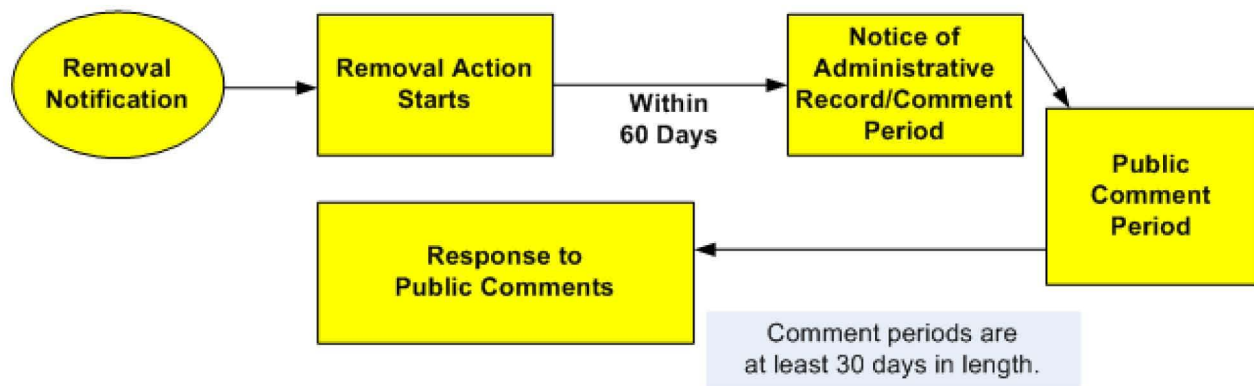 Removal
Notification
Removal Action
Starts
Within
60 Days
Notice of
Administrative
Record/Comment
Period
Public
Comment
Period
Response to
Public Comments
Comment periods are
at least 30 days in length.